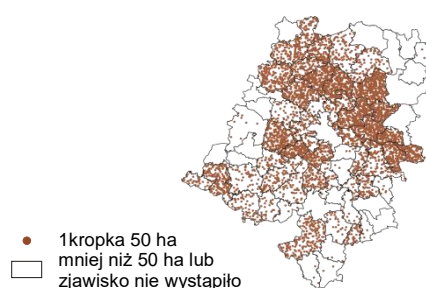 1kropka 50 ha
mniej niż 50 ha lub
zjawisko nie wystąpiło